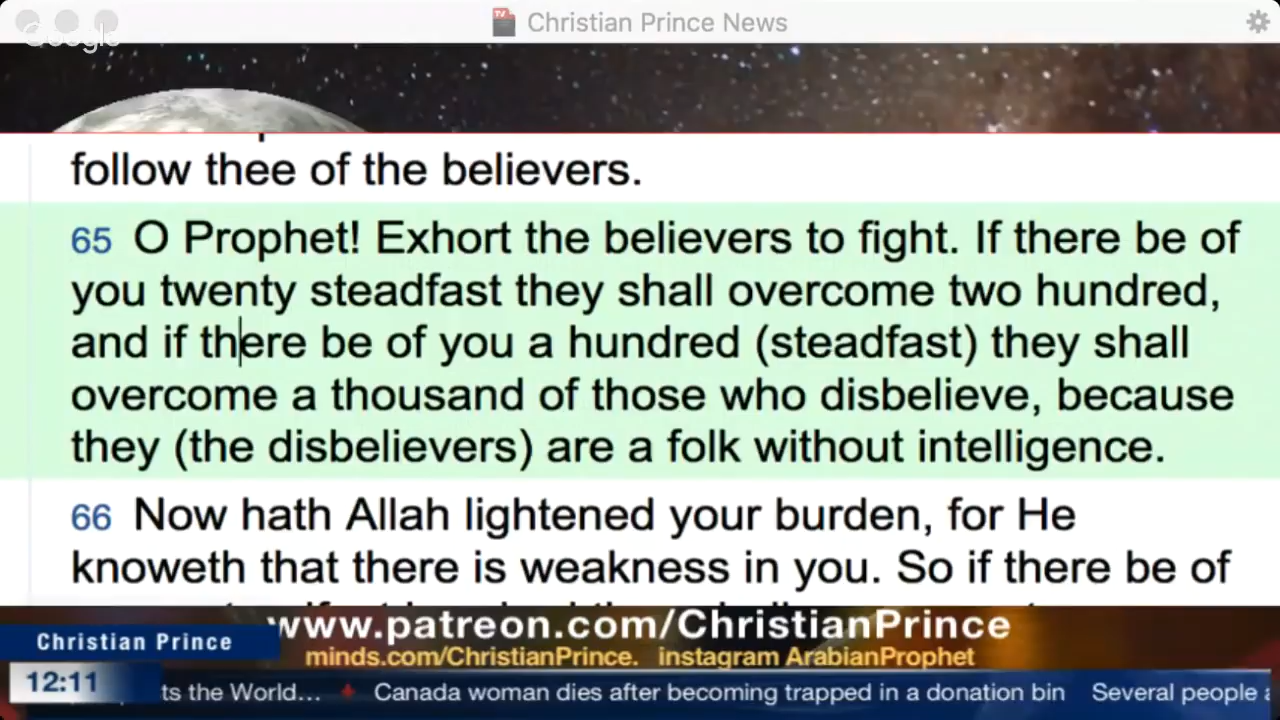 Christian Prince News
Google
follow thee of the believers.
65 O Prophet! Exhort the believers to fight. If there be of
you twenty steadfast they shall overcome two hundred,
and if there be of you a hundred (steadfast) they shall
overcome a thousand of those who disbelieve, because
they (the disbelievers) are a folk without intelligence.
66 Now hath Allah lightened your burden, for He
knoweth that there is weakness in you. So if there be of
www.patreon.com/ChristianPrince
Christian Prince
minds.com/ChristianPrince. instagram ArabianProphet
12:11 ts the World... Canada woman dies after becoming trapped in a donation bin Several people